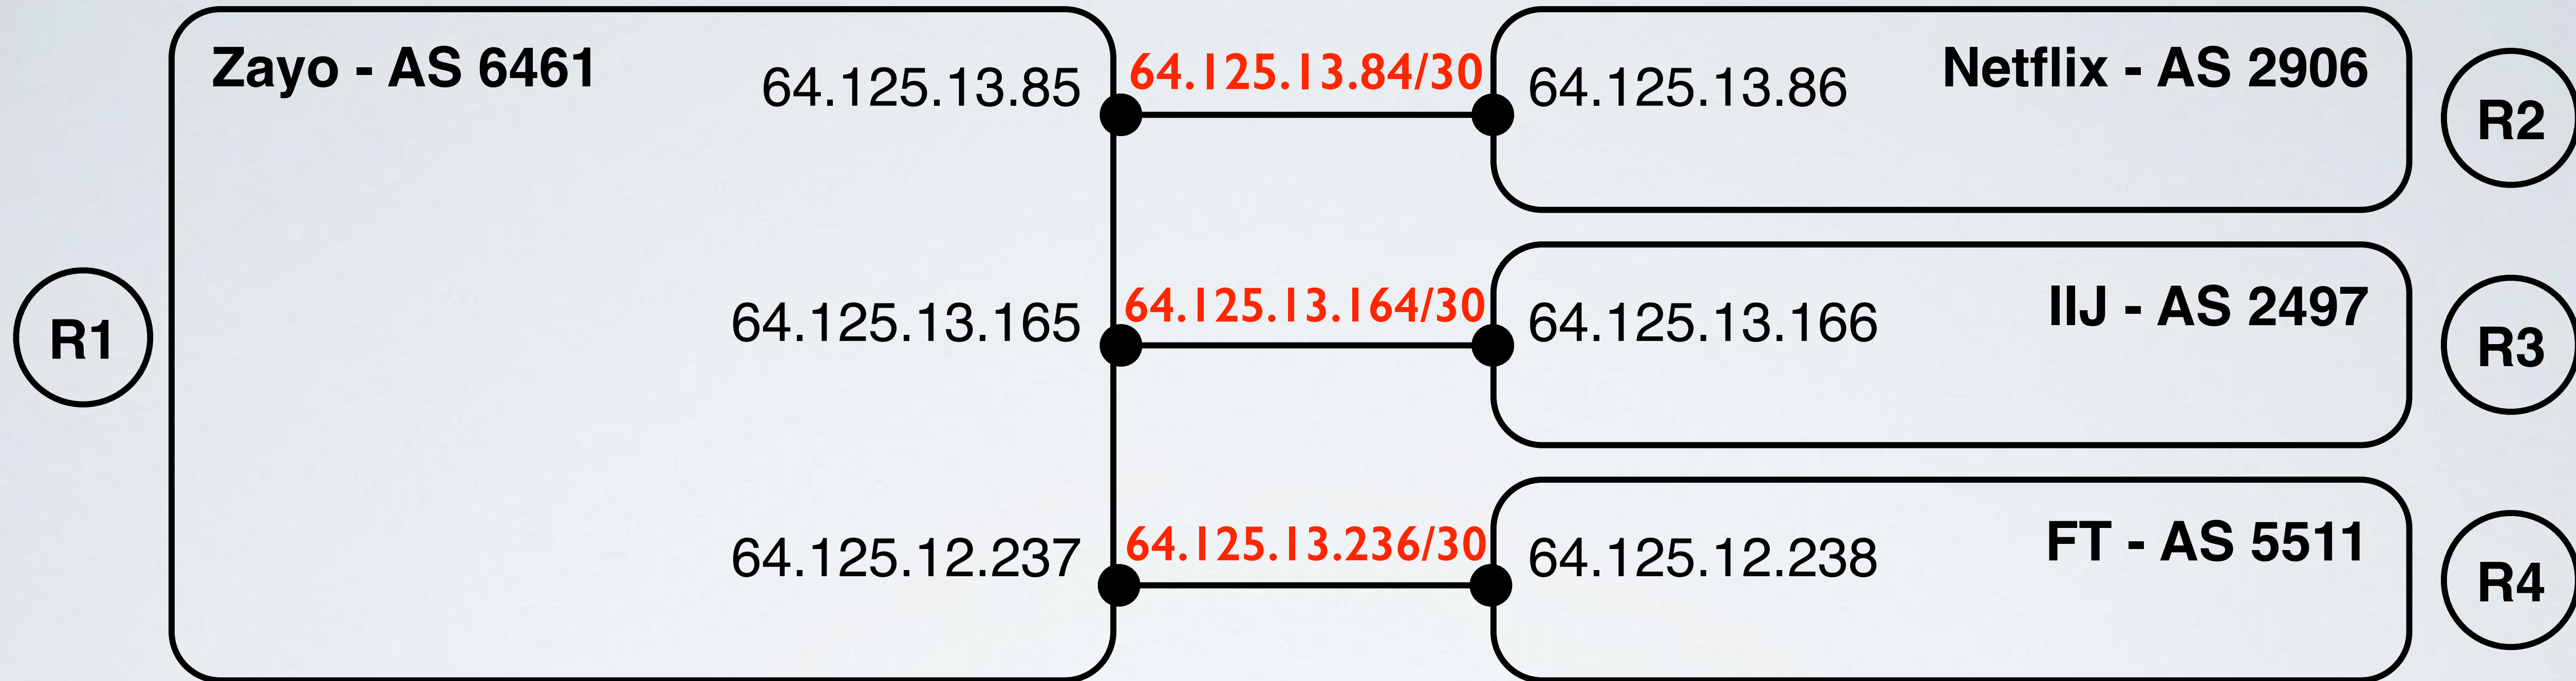 Zayo - AS 6461
64.125.13.85
64.125.13.84/30
64.125.13.86
Netflix - AS 2906
R2
R1
64.125.13.165
64.125.13.164/30
64.125.13.166
IIJ - AS 2497
R3
64.125.12.237
64.125.13.236/30
64.125.12.238
FT - AS 5511
R4